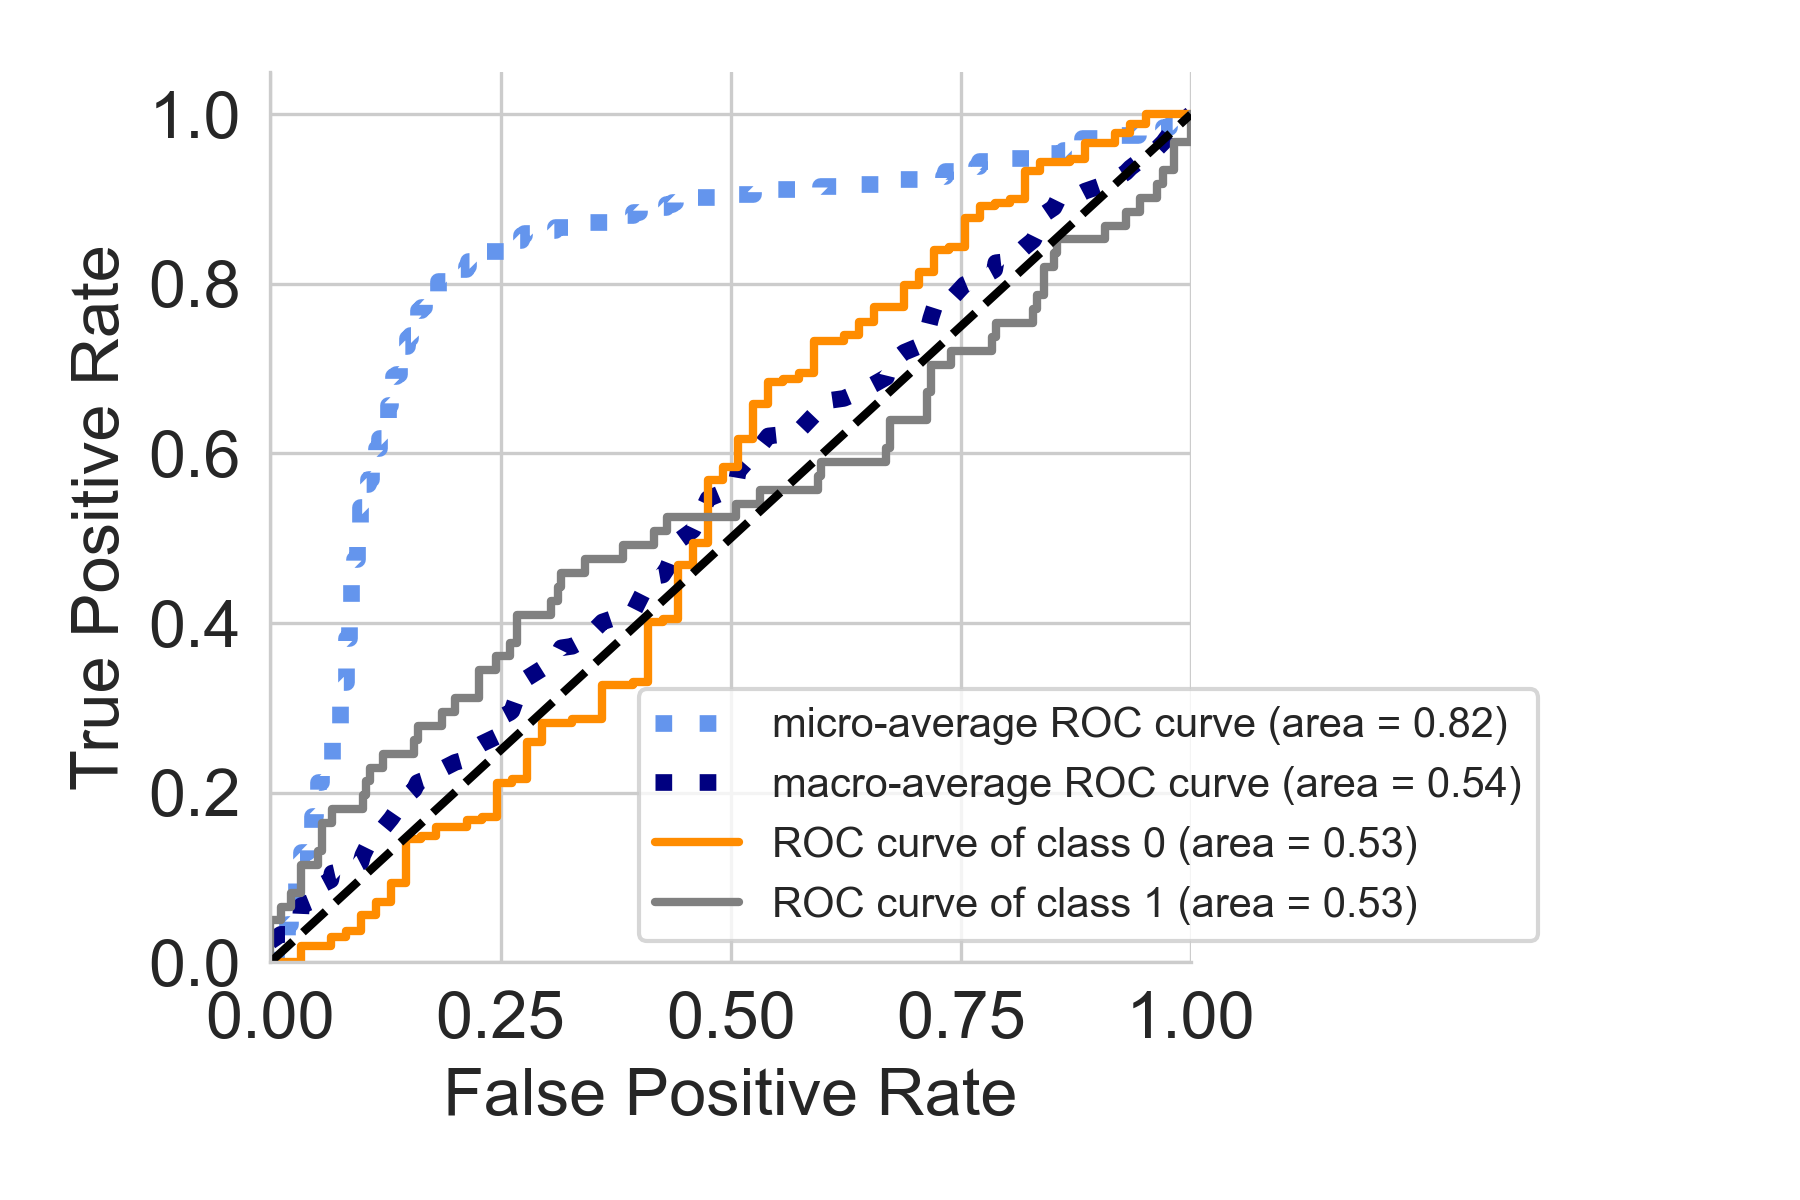 1.0
0.8
0.6
0.4
0.2
0.0
True Positive Rate
0.00 0.25 0.50 0.75 1.00
False Positive Rate
micro-average ROC curve (area = 0.82)
macro-average ROC curve (area = 0.54)
ROC curve of class 0 (area = 0.53)
ROC curve of class 1 (area = 0.53)